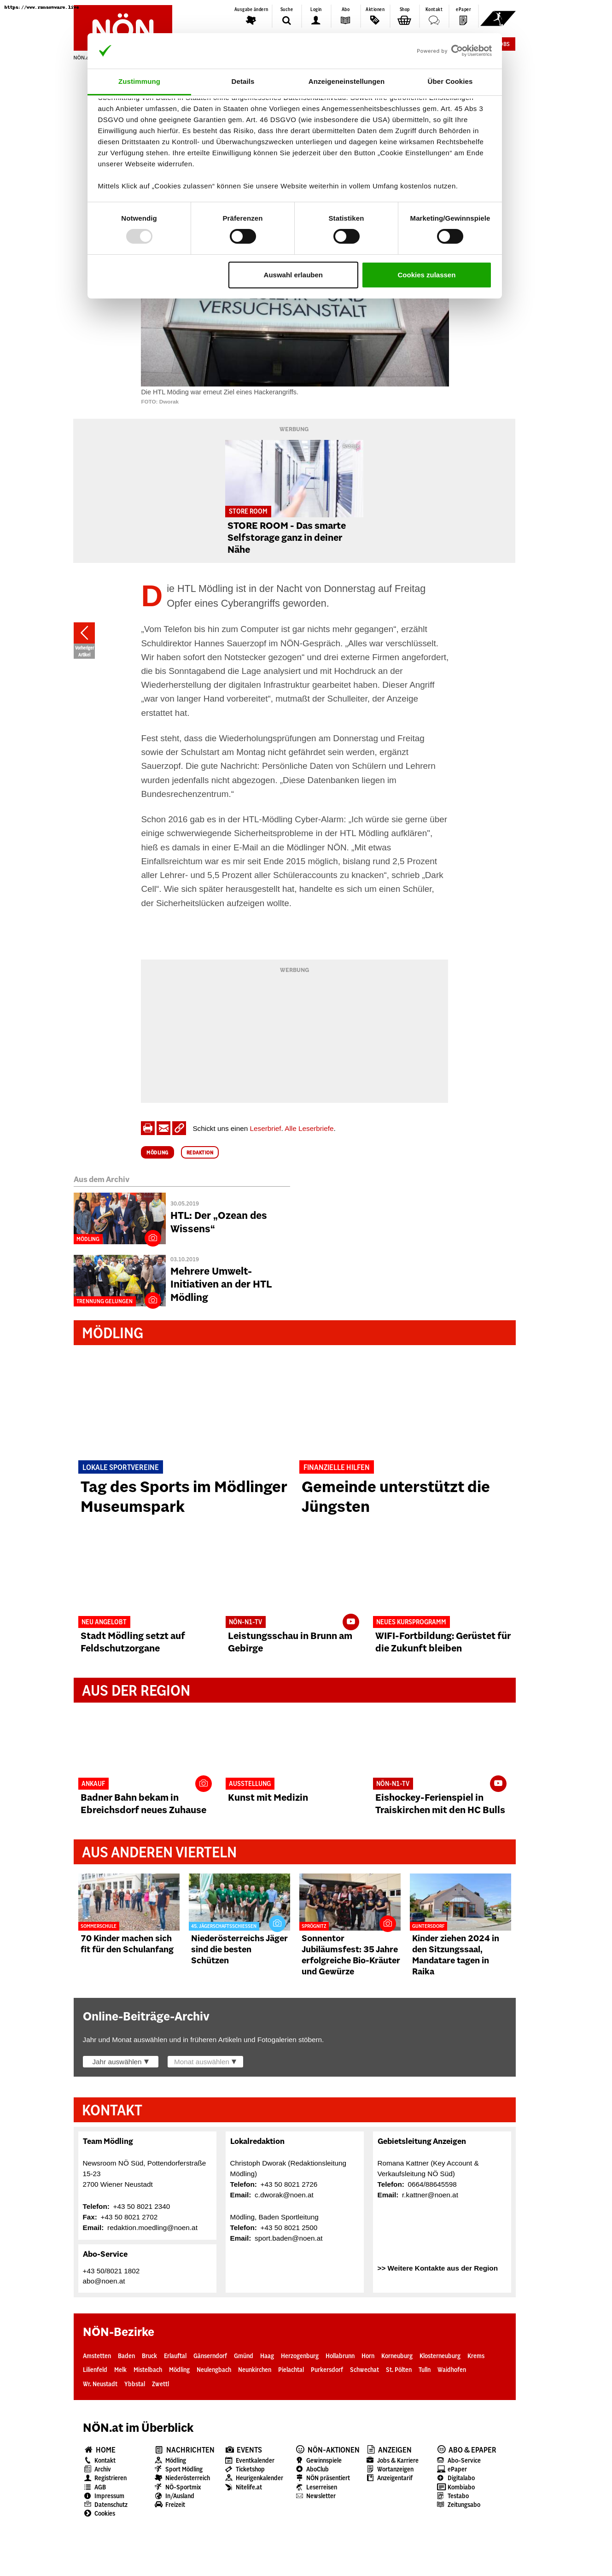 https://www.ransomware.live
NÖN
Ausgabe ändern
Suche
Login
Abo
Aktionen
Shop
Kontakt
ePaper
Powered by Cookiebot
by Usercentrics
Zustimmung
Details
Anzeigeneinstellungen
Über Cookies
auch Anbieter umfassen, die Daten in Staaten ohne Vorliegen eines Angemessenheitsbeschlusses gem. Art. 45 Abs 3
DSGVO und ohne geeignete Garantien gem. Art. 46 DSGVO (wie insbesondere die USA) übermitteln, so gilt Ihre
Einwilligung auch hierfür. Es besteht das Risiko, dass Ihre derart übermittelten Daten dem Zugriff durch Behörden in
diesen Drittstaaten zu Kontroll- und Überwachungszwecken unterliegen und dagegen keine wirksamen Rechtsbehelfe
zur Verfügung stehen. Ihre erteilte Einwilligung können Sie jederzeit über den Button „Cookie Einstellungen“ am Ende
unserer Webseite widerrufen.
Mittels Klick auf „Cookies zulassen“ können Sie unsere Website weiterhin in vollem Umfang kostenlos nutzen.
Notwendig
Präferenzen
Statistiken
Marketing/Gewinnspiele
Auswahl erlauben
Cookies zulassen
VERSUCHSANSTALT
Die HTL Möding war erneut Ziel eines Hackerangriffs.
FOTO: Dworak
WERBUNG
STORE ROOM
STORE ROOM - Das smarte
Selfstorage ganz in deiner
Nähe
Die HTL Mödling ist in der Nacht von Donnerstag auf Freitag
Opfer eines Cyberangriffs geworden.
Vorheriger
Artikel
„Vom Telefon bis hin zum Computer ist gar nichts mehr gegangen“, erzählt
Schuldirektor Hannes Sauerzopf im NÖN-Gespräch. „Alles war verschlüsselt.
Wir haben sofort den Notstecker gezogen“ und drei externe Firmen angefordert,
die bis Sonntagabend die Lage analysiert und mit Hochdruck an der
Wiederherstellung der digitalen Infrastruktur gearbeitet haben. Dieser Angriff
„war von langer Hand vorbereitet“, mutmaßt der Schulleiter, der Anzeige
erstattet hat.
Fest steht, dass die Wiederholungsprüfungen am Donnerstag und Freitag
sowie der Schulstart am Montag nicht gefährdet sein werden, ergänzt
Sauerzopf. Die gute Nachricht: Persönliche Daten von Schülern und Lehrern
wurden jedenfalls nicht abgezogen. „Diese Datenbanken liegen im
Bundesrechenzentrum.“
Schon 2016 gab es in der HTL-Mödling Cyber-Alarm: „Ich würde sie gerne über
einige schwerwiegende Sicherheitsprobleme in der HTL Mödling aufklären“,
hieß es damals in einer E-Mail an die Mödlinger NÖN. „Mit etwas
Einfallsreichtum war es mir seit Ende 2015 möglich, bislang rund 2,5 Prozent
aller Lehrer- und 5,5 Prozent aller Schüleraccounts zu knacken“, schrieb „Dark
Cell“. Wie sich später herausgestellt hat, handelte es sich um einen Schüler,
der Sicherheitslücken aufzeigen wollte.
WERBUNG
Schickt uns einen Leserbrief. Alle Leserbriefe.
MÖDLING
REDAKTION
Aus dem Archiv
MÖDLING
30.05.2019
HTL: Der „Ozean des
Wissens“
TRENNUNG GELUNGEN
03.10.2019
Mehrere Umwelt-
Initiativen an der HTL
Mödling
MÖDLING
LOKALE SPORTVEREINE
Tag des Sports im Mödlinger
Museumspark
FINANZIELLE HILFEN
Gemeinde unterstützt die
Jüngsten
NEU ANGELOBT
Stadt Mödling setzt auf
Feldschutzorgane
NÖN-N1-TV
Leistungsschau in Brunn am
Gebirge
NEUES KURSPROGRAMM
WIFI-Fortbildung: Gerüstet für
die Zukunft bleiben
AUS DER REGION
ANKAUF
Badner Bahn bekam in
Ebreichsdorf neues Zuhause
AUSSTELLUNG
Kunst mit Medizin
NÖN-N1-TV
Eishockey-Ferienspiel in
Traiskirchen mit den HC Bulls
AUS ANDEREN VIERTELN
SOMMERSCHULE
70 Kinder machen sich
fit für den Schulanfang
45. JÄGERSCHAFTSSCHIESSEN
Niederösterreichs Jäger
sind die besten
Schützen
SPRÖGNITZ
Sonnentor
Jubiläumsfest: 35 Jahre
erfolgreiche Bio-Kräuter
und Gewürze
GUNTERSDORF
Kinder ziehen 2024 in
den Sitzungssaal,
Mandatare tagen in
Raika
Online-Beiträge-Archiv
Jahr und Monat auswählen und in früheren Artikeln und Fotogalerien stöbern.
Jahr auswählen ▼
Monat auswählen ▼
KONTAKT
Team Mödling
Newsroom NÖ Süd, Pottendorferstraße
15-23
2700 Wiener Neustadt
Telefon: +43 50 8021 2340
Fax: +43 50 8021 2702
Email: redaktion.moedling@noen.at
Abo-Service
+43 50/8021 1802
abo@noen.at
Lokalredaktion
Christoph Dworak (Redaktionsleitung
Mödling)
Telefon: +43 50 8021 2726
Email: c.dworak@noen.at
Mödling, Baden Sportleitung
Telefon: +43 50 8021 2500
Email: sport.baden@noen.at
Gebietsleitung Anzeigen
Romana Kattner (Key Account &
Verkaufsleitung NÖ Süd)
Telefon: 0664/88645598
Email: r.kattner@noen.at
>> Weitere Kontakte aus der Region
NÖN-Bezirke
Amstetten Baden Bruck Erlauftal Gänserndorf Gmünd Haag Herzogenburg Hollabrunn Horn Korneuburg Klosterneuburg Krems
Lilienfeld Melk Mistelbach Mödling Neulengbach Neunkirchen Pielachtal Purkersdorf Schwechat St. Pölten Tulln Waidhofen
Wr. Neustadt Ybbstal Zwettl
NÖN.at im Überblick
HOME
Kontakt
Archiv
Registrieren
AGB
Impressum
Datenschutz
Cookies
NACHRICHTEN
Mödling
Sport Mödling
Niederösterreich
NÖ-Sportmix
In/Ausland
Freizeit
EVENTS
Eventkalender
Ticketshop
Heurigenkalender
Nitelife.at
NÖN-AKTIONEN
Gewinnspiele
AboClub
NÖN präsentiert
Leserreisen
Newsletter
ANZEIGEN
Jobs & Karriere
Wortanzeigen
Anzeigentarif
ABO & EPAPER
Abo-Service
ePaper
Digitalabo
Kombiabo
Testabo
Zeitungsabo